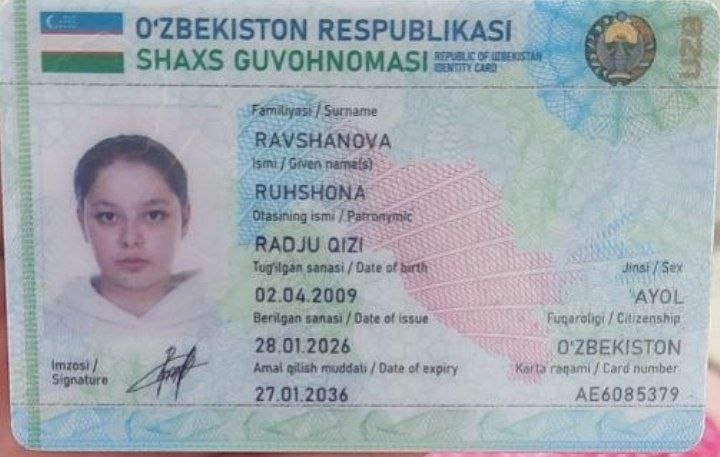 O‘ZBEKISTON RESPUBLIKASI
SHAXS GUVOHNOMASI REPUBLIC OF UZBEKISTAN IDENTITY CARD
UZB
Familiyasi / Surname
RAVSHANOVA
Ismi / Given name(s)
RUHSHONA
Otasining ismi / Patronymic
RADJU QIZI
Tug‘ilgan sanasi / Date of birth
02.04.2009
Jinsi / Sex
AYOL
Berilgan sanasi / Date of issue
28.01.2026
Fuqaroligi / Citizenship
O‘ZBEKISTON
Amal qilish muddati / Date of expiry
27.01.2036
Karta raqami / Card number
AE6085379
Imzosi /
Signature